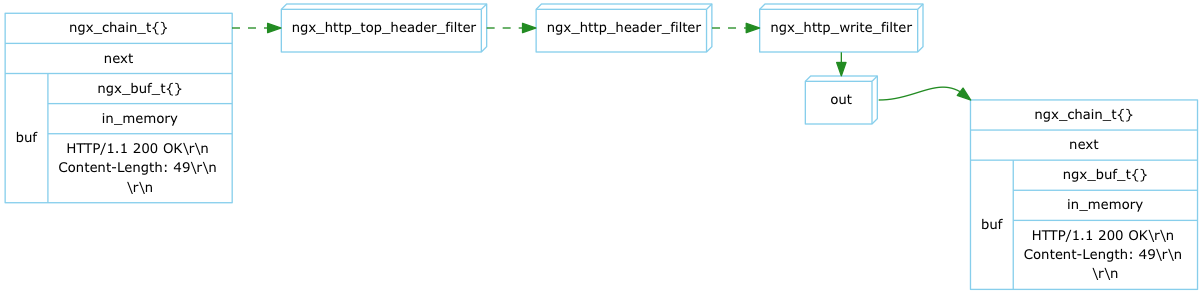 ngx_chain_t{}
next
buf
ngx_buf_t{}
in_memory
HTTP/1.1 200 OK\r\n
Content-Length: 49\r\n
\r\n
ngx_http_top_header_filter
ngx_http_header_filter
ngx_http_write_filter
out
ngx_chain_t{}
next
buf
ngx_buf_t{}
in_memory
HTTP/1.1 200 OK\r\n
Content-Length: 49\r\n
\r\n